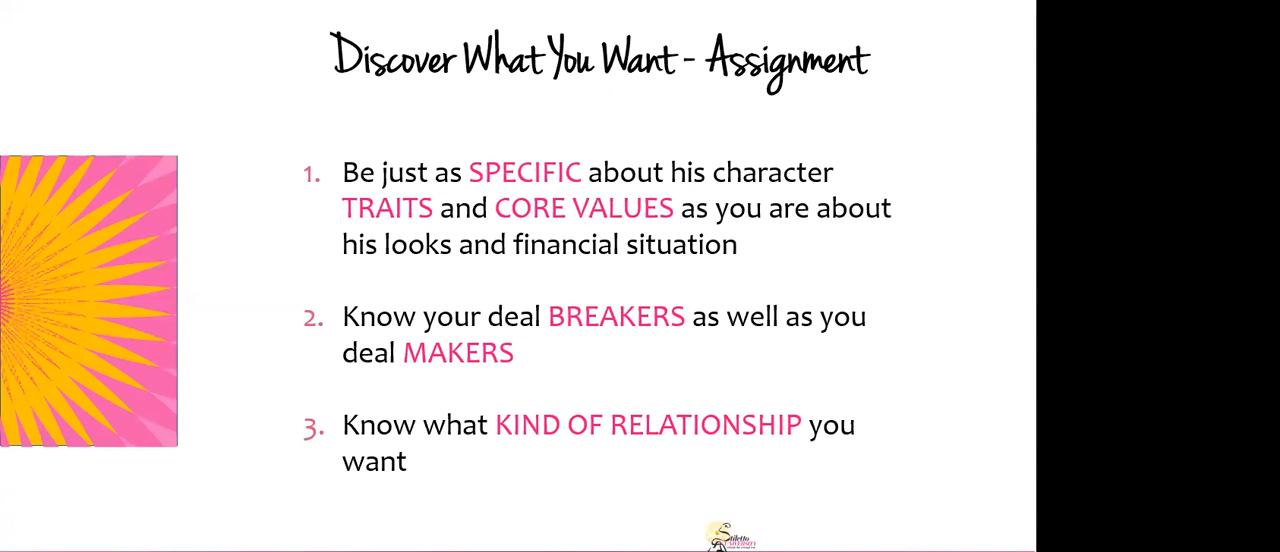 Discover What You Want - Assignment
1. Be just as SPECIFIC about his character
TRAITS and CORE VALUES as you are about
his looks and financial situation
2. Know your deal BREAKERS as well as you
deal MAKERS
3. Know what KIND OF RELATIONSHIP you
want
Stiletto
UNIVERSITY